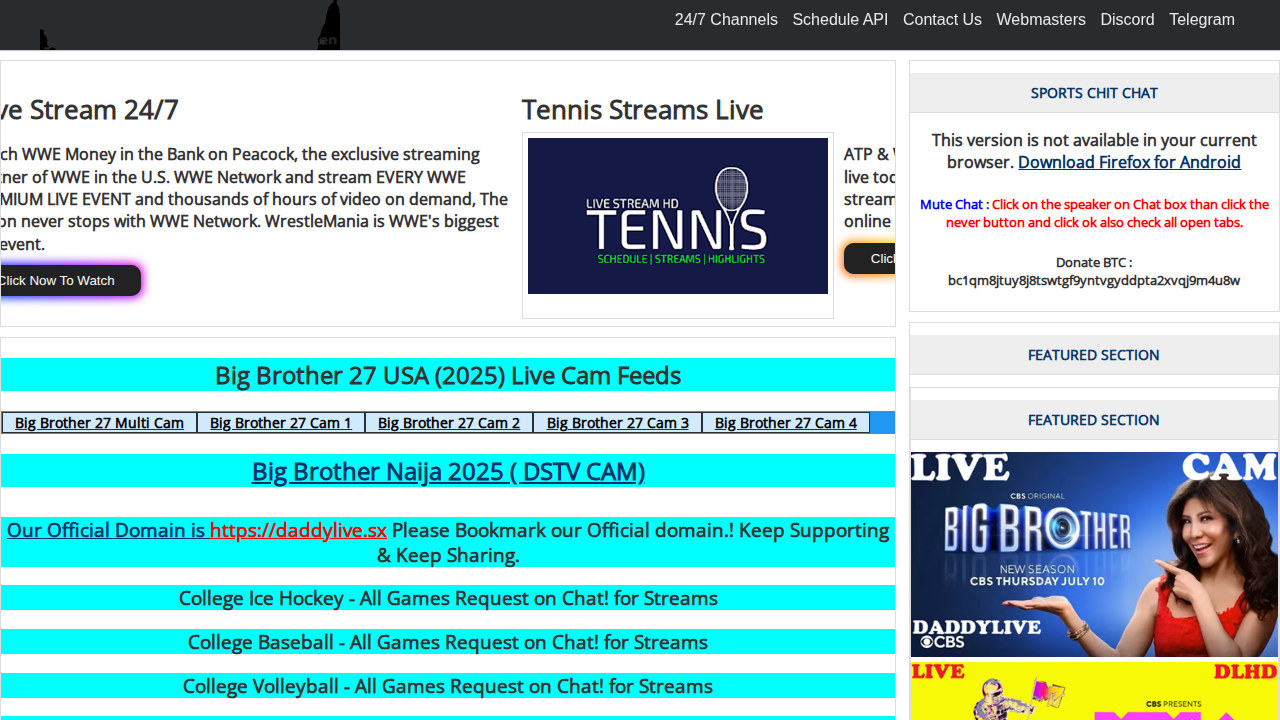 24/7 Channels Schedule API Contact Us Webmasters Discord Telegram
ve Stream 24/7
ch WWE Money in the Bank on Peacock, the exclusive streaming
ner of WWE in the U.S. WWE Network and stream EVERY WWE
MIUM LIVE EVENT and thousands of hours of video on demand, The
on never stops with WWE Network. WrestleMania is WWE's biggest
event.
Click Now To Watch
Tennis Streams Live
LIVE STREAM HD
TENNIS
SCHEDULE | STREAMS | HIGHLIGHTS
ATP & W
live to
stream
online
Clic
Big Brother 27 USA (2025) Live Cam Feeds
Big Brother 27 Multi Cam Big Brother 27 Cam 1 Big Brother 27 Cam 2 Big Brother 27 Cam 3 Big Brother 27 Cam 4
Big Brother Naija 2025 ( DSTV CAM)
Our Official Domain is https://daddylive.sx Please Bookmark our Official domain.! Keep Supporting
& Keep Sharing.
College Ice Hockey - All Games Request on Chat! for Streams
College Baseball - All Games Request on Chat! for Streams
College Volleyball - All Games Request on Chat! for Streams
SPORTS CHIT CHAT
This version is not available in your current
browser. Download Firefox for Android
Mute Chat : Click on the speaker on Chat box than click the
never button and click ok also check all open tabs.
Donate BTC :
bc1qm8jtuy8j8tswtgf9yntvgyddpta2xvqj9m4u8w
FEATURED SECTION
FEATURED SECTION
LIVE CAM
CBS ORIGINAL
BIG BROTHER
NEW SEASON
CBS THURSDAY JULY 10
DADDYLIVE
CBS
LIVE DLHD
CBS PRESENTS